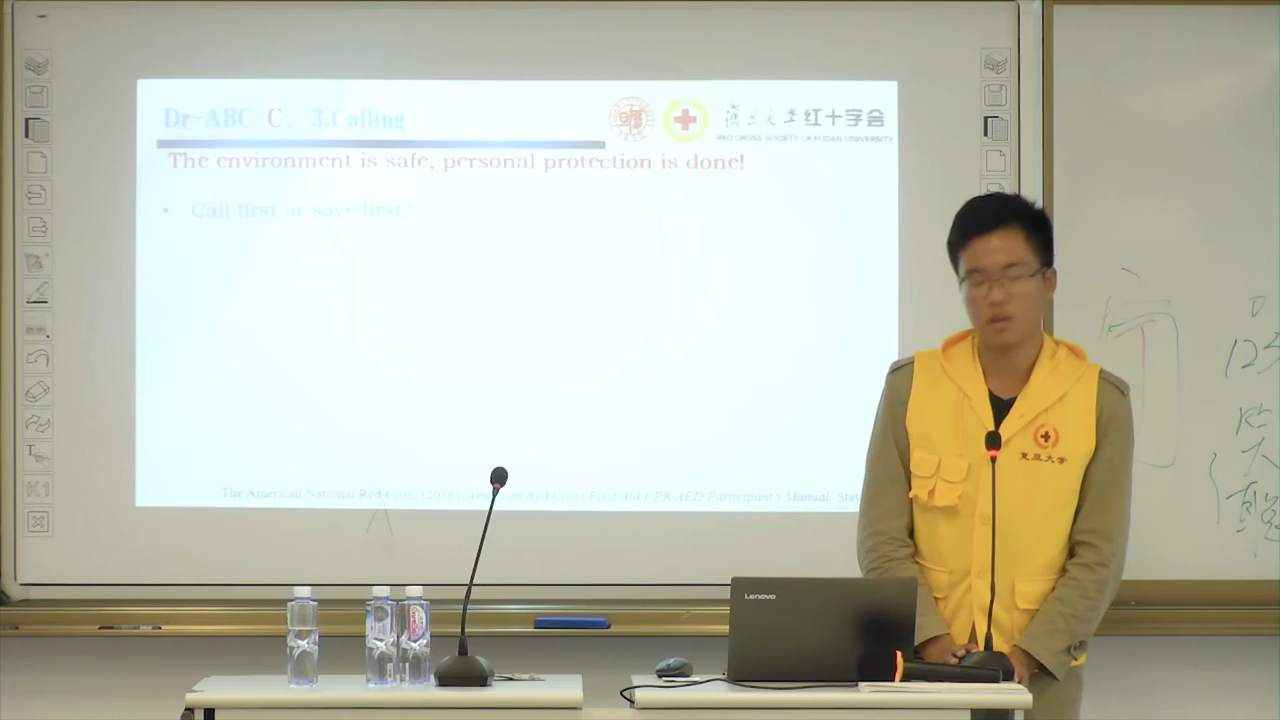 Dr-ABC-C. 3.Calling
复旦大学红十字会
RED CROSS SOCIETY OF FUDAN UNIVERSITY
The environment is safe, personal protection is done!
• Call first or save first?
The American National Red Cross (2016). American Red Cross First Aid/CPR/AED Participant's Manual. Stay
复旦大学
Lenovo
K1